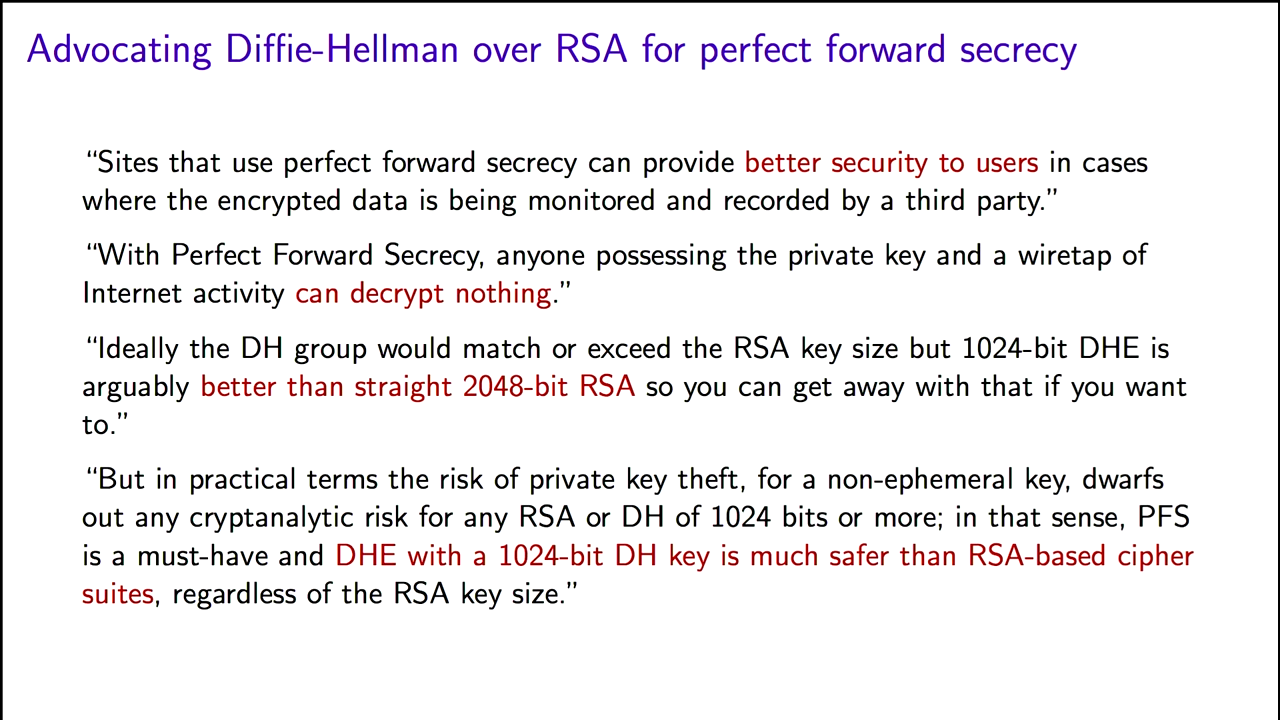 Advocating Diffie-Hellman over RSA for perfect forward secrecy
“Sites that use perfect forward secrecy can provide better security to users in cases
where the encrypted data is being monitored and recorded by a third party.”
“With Perfect Forward Secrecy, anyone possessing the private key and a wiretap of
Internet activity can decrypt nothing.”
“Ideally the DH group would match or exceed the RSA key size but 1024-bit DHE is
arguably better than straight 2048-bit RSA so you can get away with that if you want
to.”
“But in practical terms the risk of private key theft, for a non-ephemeral key, dwarfs
out any cryptanalytic risk for any RSA or DH of 1024 bits or more; in that sense, PFS
is a must-have and DHE with a 1024-bit DH key is much safer than RSA-based cipher
suites, regardless of the RSA key size.”